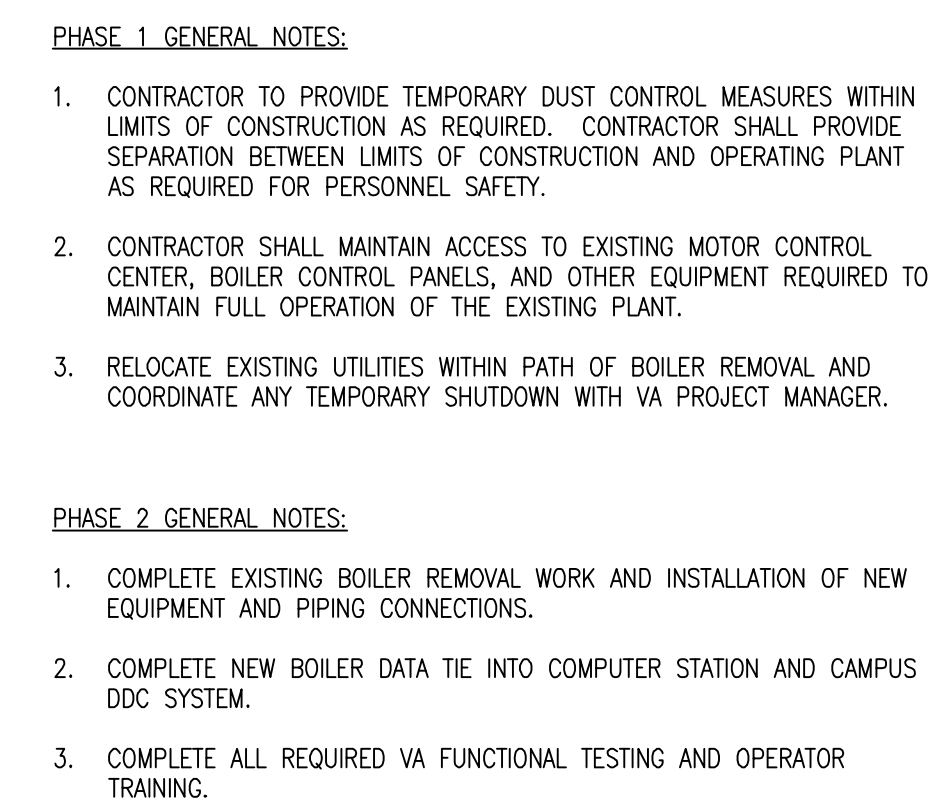 PHASE 1 GENERAL NOTES:
1. CONTRACTOR TO PROVIDE TEMPORARY DUST CONTROL MEASURES WITHIN
LIMITS OF CONSTRUCTION AS REQUIRED. CONTRACTOR SHALL PROVIDE
SEPARATION BETWEEN LIMITS OF CONSTRUCTION AND OPERATING PLANT
AS REQUIRED FOR PERSONNEL SAFETY.
2. CONTRACTOR SHALL MAINTAIN ACCESS TO EXISTING MOTOR CONTROL
CENTER, BOILER CONTROL PANELS, AND OTHER EQUIPMENT REQUIRED TO
MAINTAIN FULL OPERATION OF THE EXISTING PLANT.
3. RELOCATE EXISTING UTILITIES WITHIN PATH OF BOILER REMOVAL AND
COORDINATE ANY TEMPORARY SHUTDOWN WITH VA PROJECT MANAGER.
PHASE 2 GENERAL NOTES:
1. COMPLETE EXISTING BOILER REMOVAL WORK AND INSTALLATION OF NEW
EQUIPMENT AND PIPING CONNECTIONS.
2. COMPLETE NEW BOILER DATA TIE INTO COMPUTER STATION AND CAMPUS
DDC SYSTEM.
3. COMPLETE ALL REQUIRED VA FUNCTIONAL TESTING AND OPERATOR
TRAINING.